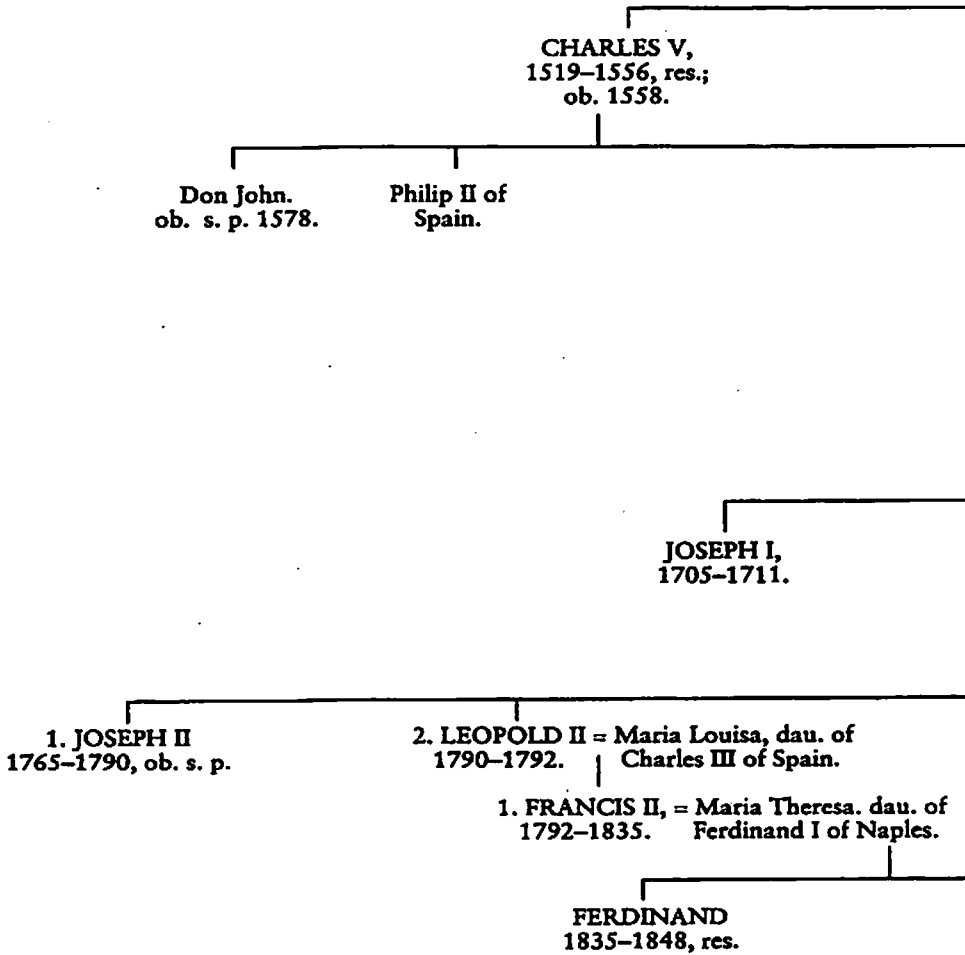 CHARLES V,
1519–1556, res.;
ob. 1558.
Don John.
ob. s. p. 1578.
Philip II of
Spain.
JOSEPH I,
1705–1711.
1. JOSEPH II
1765–1790, ob. s. p.
2. LEOPOLD II = Maria Louisa, dau. of
1790–1792. Charles III of Spain.
1. FRANCIS II, = Maria Theresa. dau. of
1792–1835. Ferdinand I of Naples.
FERDINAND
1835–1848, res.